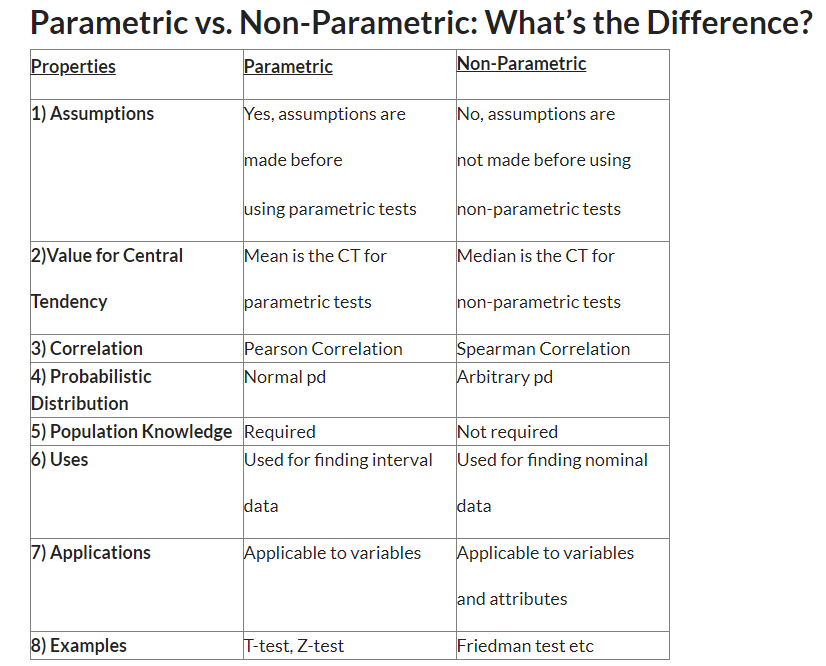 Parametric vs. Non-Parametric: What’s the Difference?
Properties
Parametric
Non-Parametric
1) Assumptions
Yes, assumptions are
made before
using parametric tests
No, assumptions are
not made before using
non-parametric tests
2)Value for Central
Tendency
Mean is the CT for
parametric tests
Median is the CT for
non-parametric tests
3) Correlation
Pearson Correlation
Spearman Correlation
4) Probabilistic
Distribution
Normal pd
Arbitrary pd
5) Population Knowledge
Required
Not required
6) Uses
Used for finding interval
data
Used for finding nominal
data
7) Applications
Applicable to variables
Applicable to variables
and attributes
8) Examples
T-test, Z-test
Friedman test etc